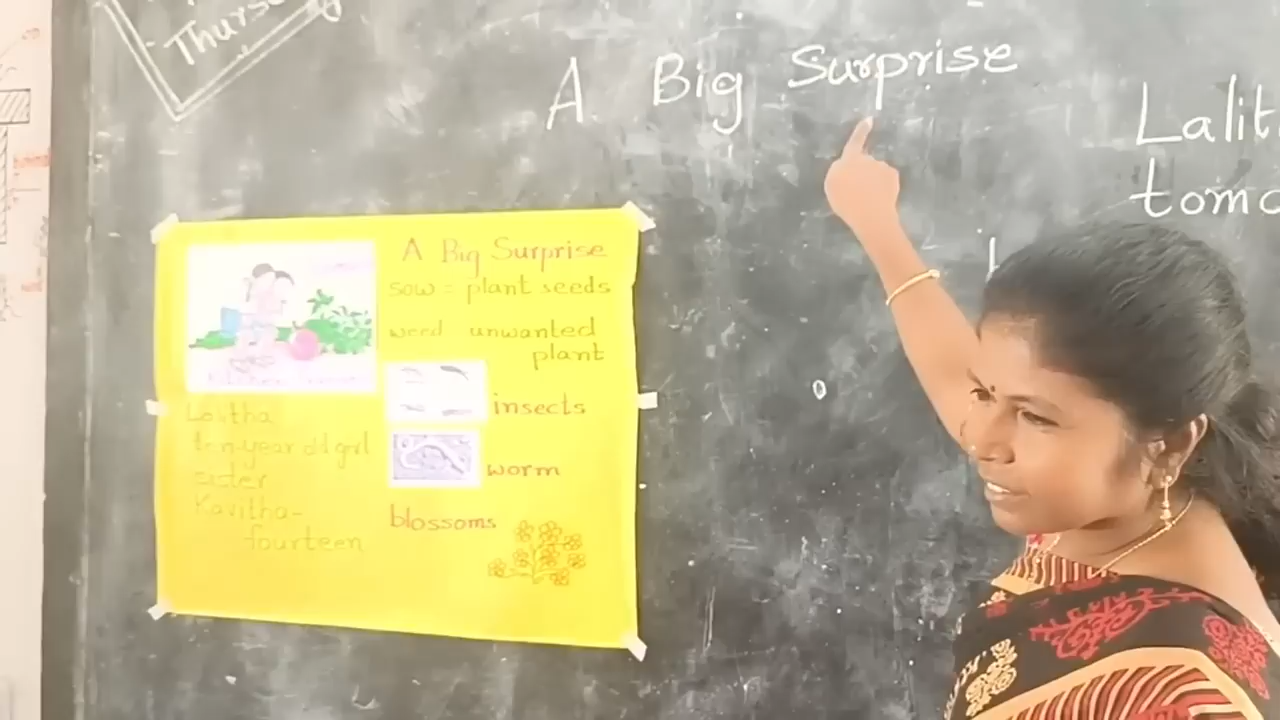 Thurs
A Big Surprise
Lalit
toma
A Big Surprise
sow = plant seeds
weed unwanted
plant
insects
worm
blossoms
Lalitha
ten-year old girl
sister
Kavitha-
fourteen